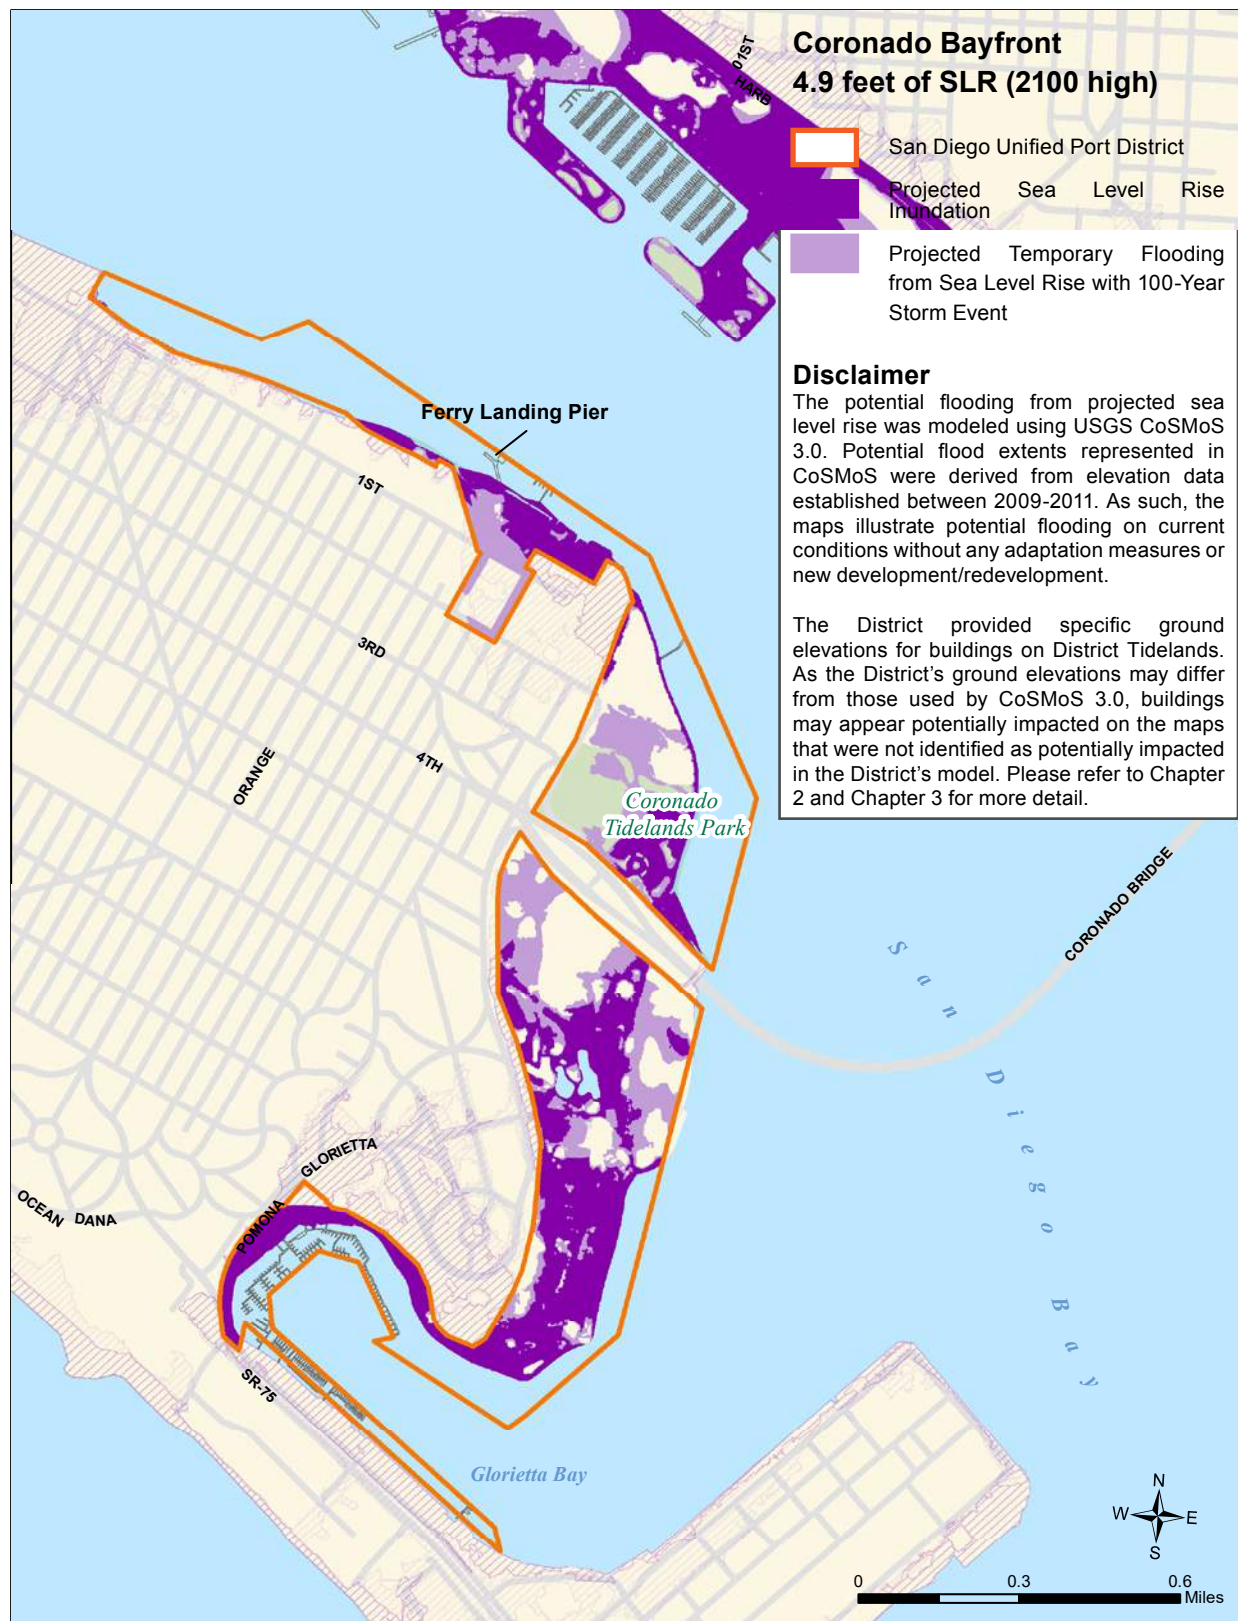 Coronado Bayfront
4.9 feet of SLR (2100 high)
San Diego Unified Port District
Projected Sea Level Rise
Inundation
Projected Temporary Flooding
from Sea Level Rise with 100-Year
Storm Event
Disclaimer
The potential flooding from projected sea
level rise was modeled using USGS CoSMoS
3.0. Potential flood extents represented in
CoSMoS were derived from elevation data
established between 2009-2011. As such, the
maps illustrate potential flooding on current
conditions without any adaptation measures or
new development/redevelopment.
The District provided specific ground
elevations for buildings on District Tidelands.
As the District's ground elevations may differ
from those used by CoSMoS 3.0, buildings
may appear potentially impacted on the maps
that were not identified as potentially impacted
in the District's model. Please refer to Chapter
2 and Chapter 3 for more detail.
01ST
HARB
Ferry Landing Pier
1ST
3RD
4TH
ORANGE
Coronado
Tidelands Park
CORONADO BRIDGE
San Diego Bay
GLORIETTA
POMONA
OCEAN
DANA
SR-75
Glorietta Bay
N
W
E
S
0
0.3
0.6
Miles